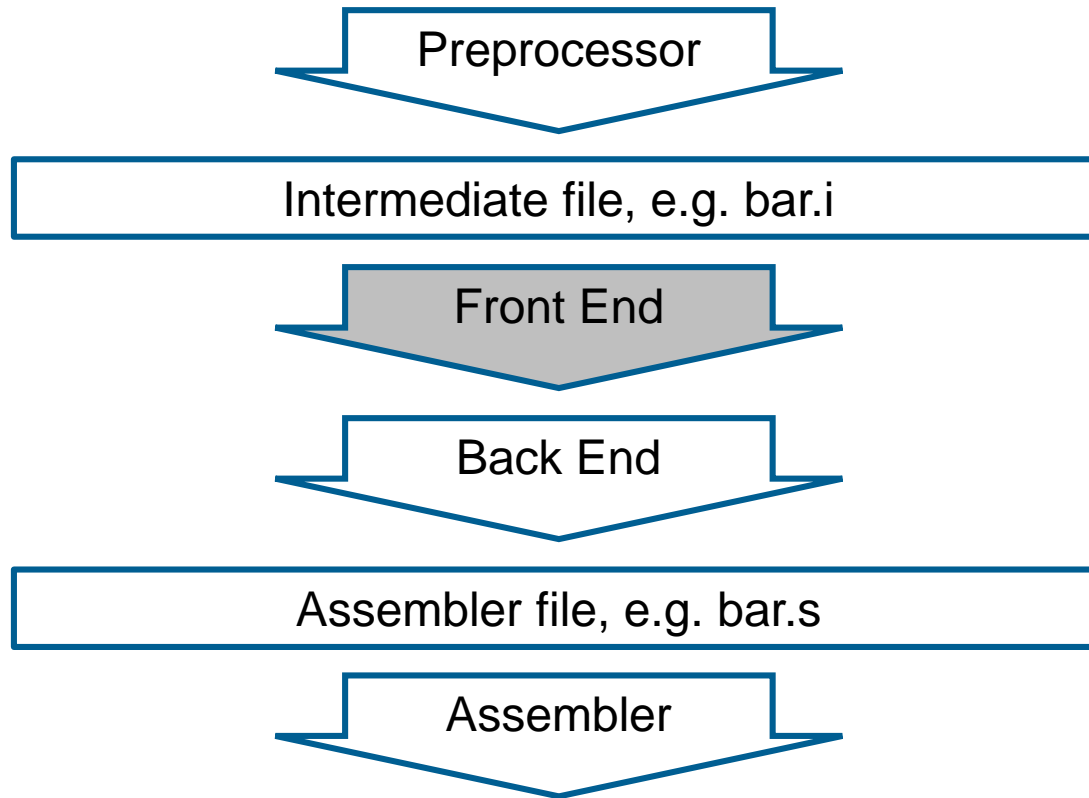 Preprocessor
Intermediate file, e.g. bar.i
Front End
Back End
Assembler file, e.g. bar.s
Assembler